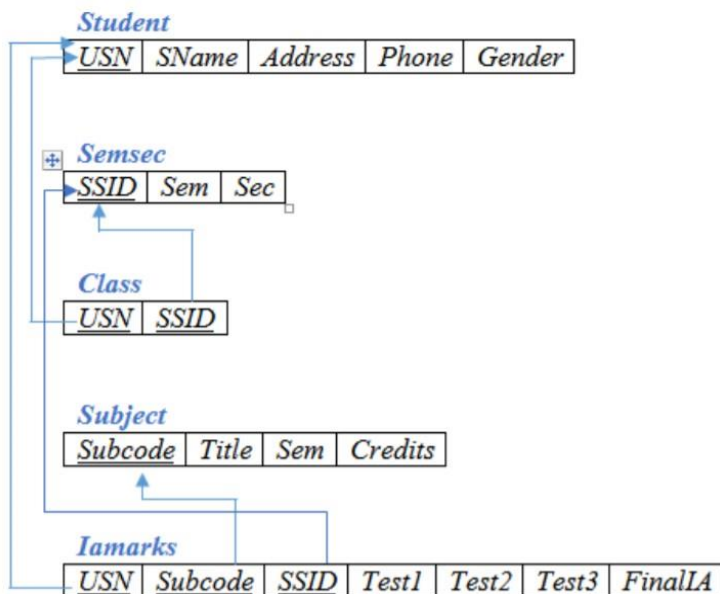 Student
USN SName Address Phone Gender
Semsec
SSID Sem Sec
Class
USN SSID
Subject
Subcode Title Sem Credits
Iamarks
USN Subcode SSID Test1 Test2 Test3 FinalIA